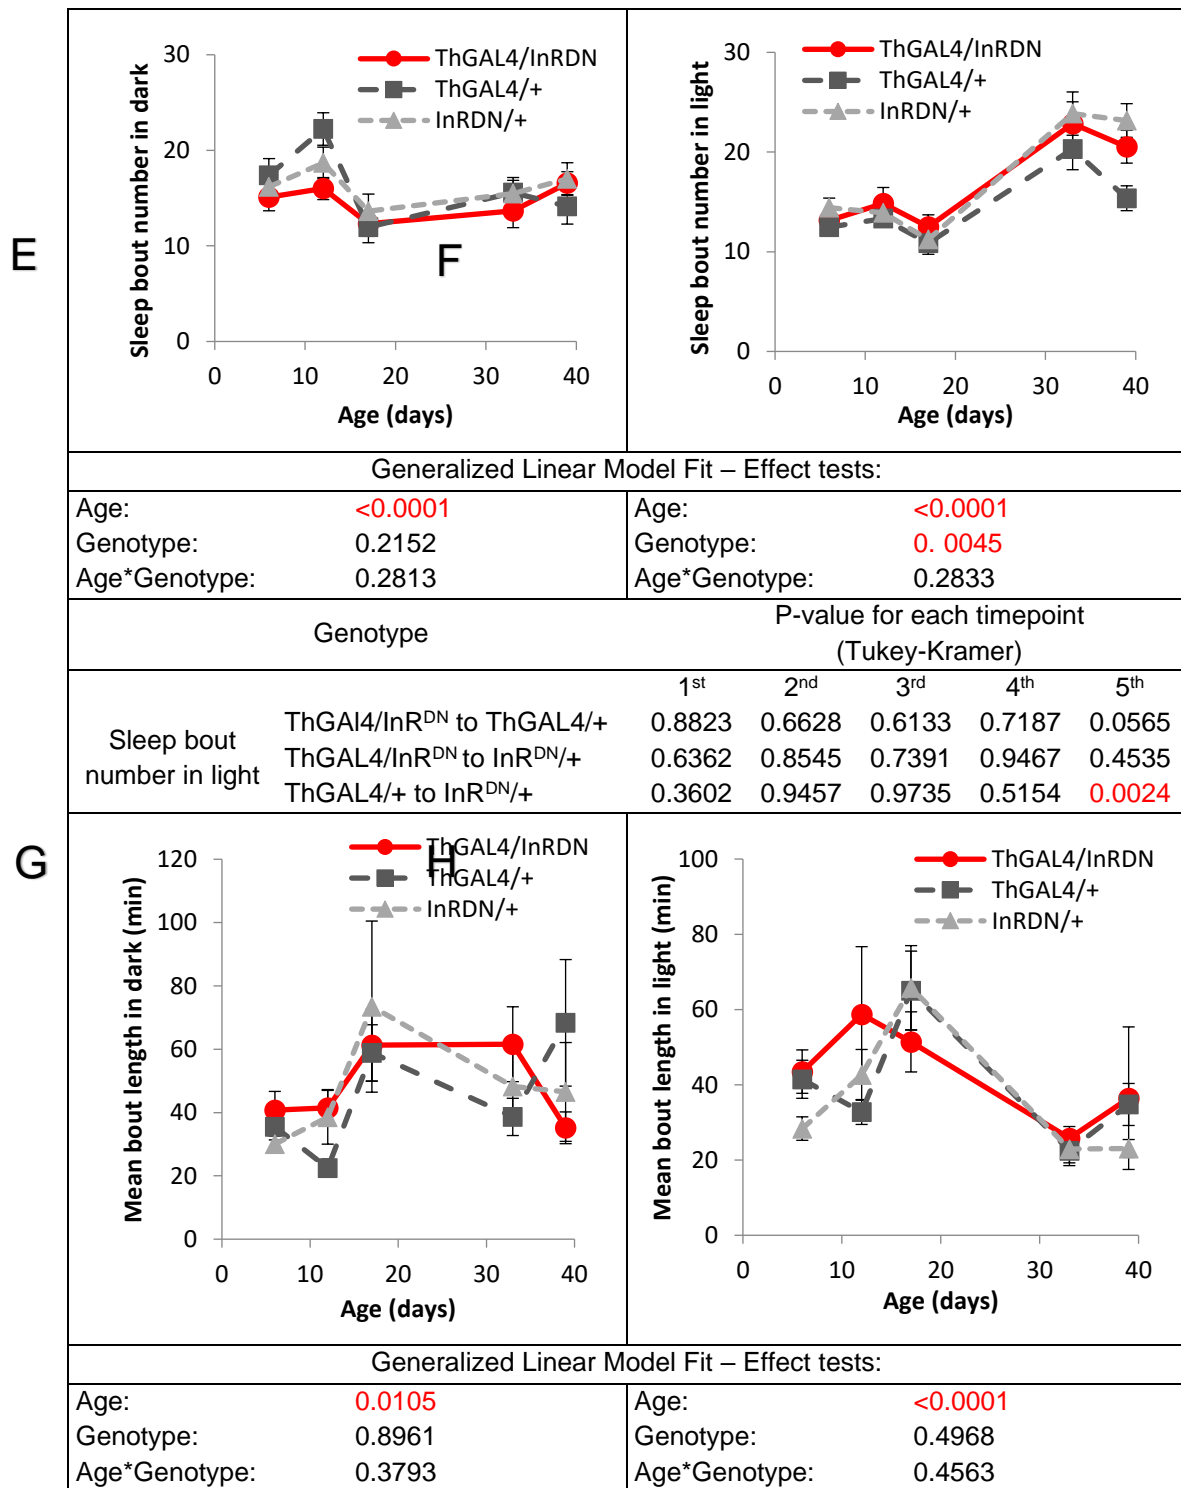 E
30
20
10
0
0
10
20
30
40
Sleep bout number in dark
Age (days)
ThGAL4/InRDN
ThGAL4/+
InRDN/+
F
30
20
10
0
0
10
20
30
40
Sleep bout number in light
Age (days)
ThGAL4/InRDN
ThGAL4/+
InRDN/+
Generalized Linear Model Fit – Effect tests:
Age: <0.0001 Age: <0.0001
Genotype: 0.2152 Genotype: 0. 0045
Age*Genotype: 0.2813 Age*Genotype: 0.2833
Genotype P-value for each timepoint
(Tukey-Kramer)
1st 2nd 3rd 4th 5th
Sleep bout
number in light
ThGAl4/InRDN to ThGAL4/+ 0.8823 0.6628 0.6133 0.7187 0.0565
ThGAL4/InRDN to InRDN/+ 0.6362 0.8545 0.7391 0.9467 0.4535
ThGAL4/+ to InRDN/+ 0.3602 0.9457 0.9735 0.5154 0.0024
G
120
100
80
60
40
20
0
0
10
20
30
40
Mean bout length in dark (min)
Age (days)
ThGAL4/InRDN
ThGAL4/+
InRDN/+
H
100
80
60
40
20
0
0
10
20
30
40
Mean bout length in light (min)
Age (days)
ThGAL4/InRDN
ThGAL4/+
InRDN/+
Generalized Linear Model Fit – Effect tests:
Age: 0.0105 Age: <0.0001
Genotype: 0.8961 Genotype: 0.4968
Age*Genotype: 0.3793 Age*Genotype: 0.4563